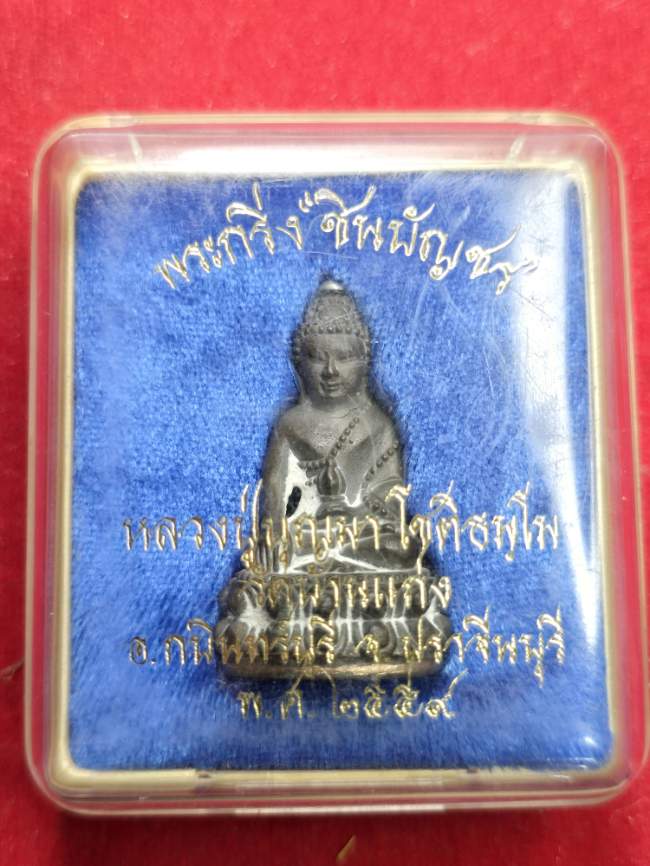 พระกริ่ง "ชินบัญชร"
หลวงปู่บุญมา โชติธมฺโม
วัดบ้านแก่ง
อ.กบินทร์บุรี จ.ปราจีนบุรี
พ.ศ. ๒๕๕๙